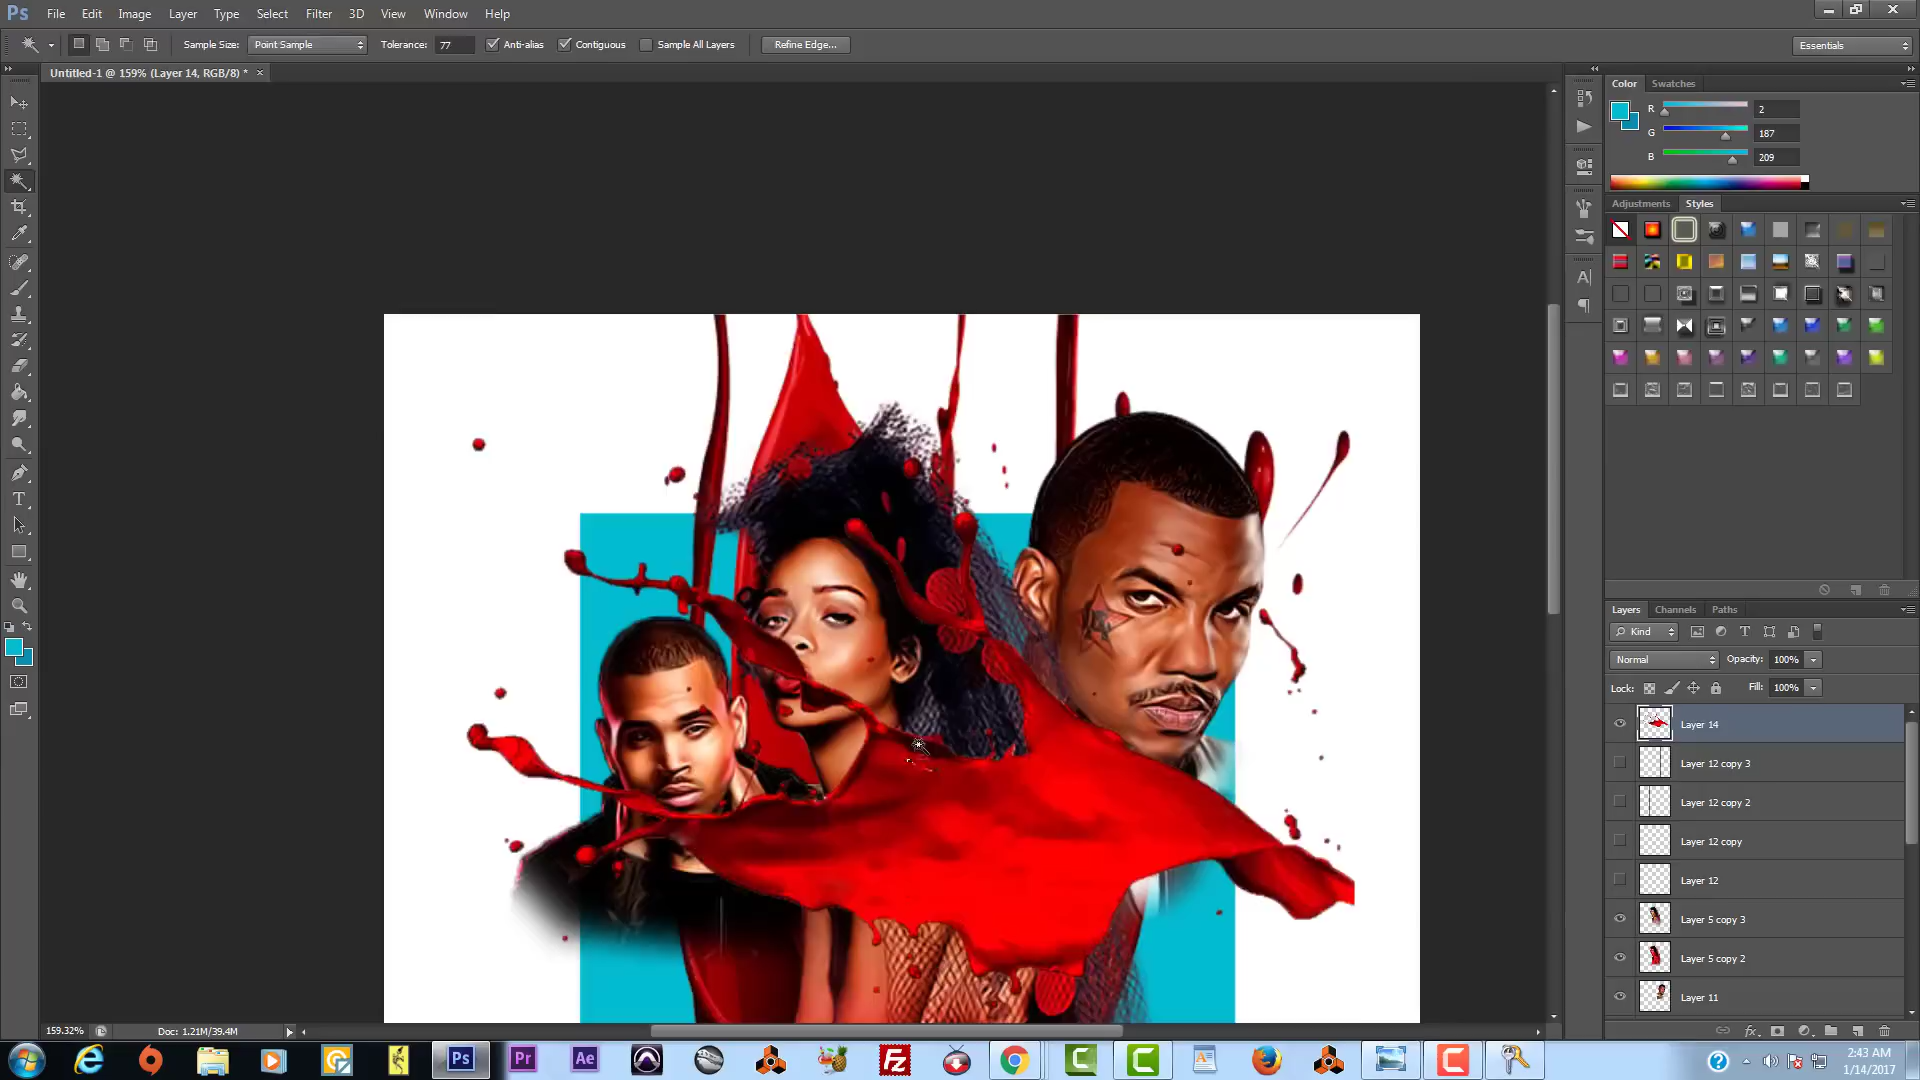 Ps File Edit Image Layer Type Select Filter 3D View Window Help
Sample Size: Point Sample Tolerance: 77 Anti-alias Contiguous Sample All Layers Refine Edge... Essentials
Untitled-1 @ 159% (Layer 14, RGB/8) *
Color Swatches
R 2
G 187
B 209
Adjustments Styles
Layers Channels Paths
Kind
Normal Opacity: 100%
Lock: Fill: 100%
Layer 14
Layer 12 copy 3
Layer 12 copy 2
Layer 12 copy
Layer 12
Layer 5 copy 3
Layer 5 copy 2
Layer 11
159.32% Doc: 1.21M/39.4M
Ps Pr Ae FZ
2:43 AM
1/14/2017